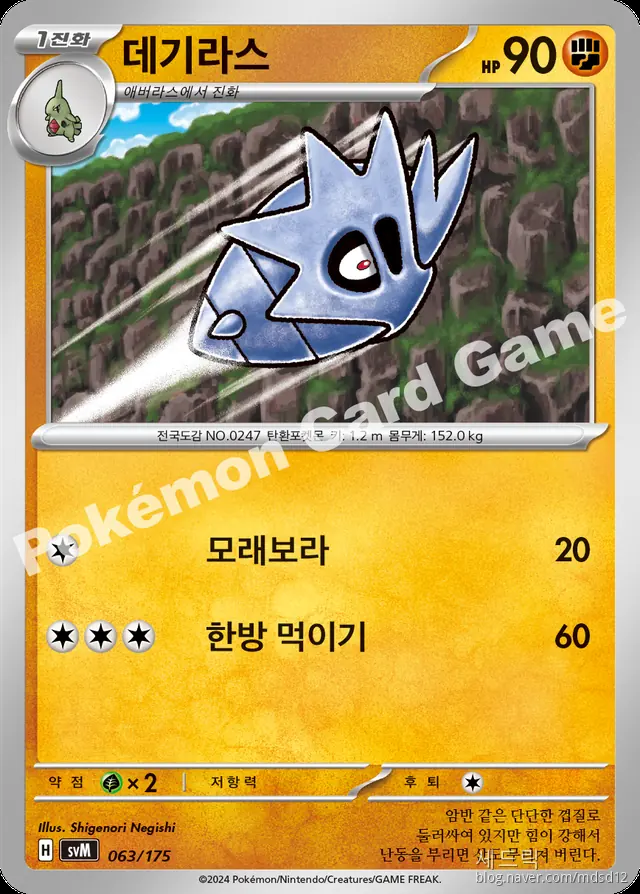 1진화
데기라스
HP 90
애버라스에서 진화
전국도감 NO.0247 탄환포켓몬 키: 1.2 m 몸무게: 152.0 kg
Pokémon Card Game
모래보라 20
한방 먹이기 60
약점 ×2 저항력 후퇴
Illus. Shigenori Negishi
H svM 063/175
암반 같은 단단한 껍질로
둘러싸여 있지만 힘이 강해서
난동을 부리면 산도 무너져 버린다.
세드릭
blog.naver.com/mdsd12
©2024 Pokémon/Nintendo/Creatures/GAME FREAK.